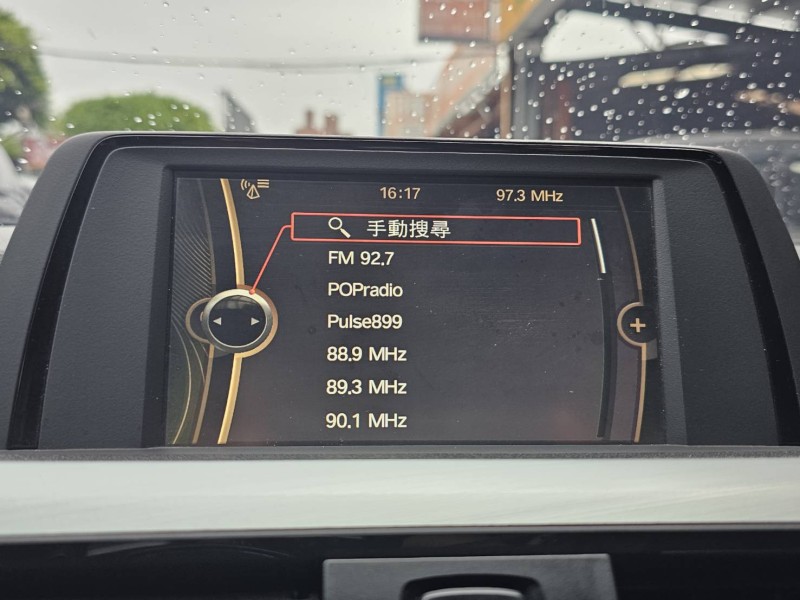 16:17 97.3 MHz
手動搜尋
FM 92.7
POPradio
Pulse899
88.9 MHz
89.3 MHz
90.1 MHz